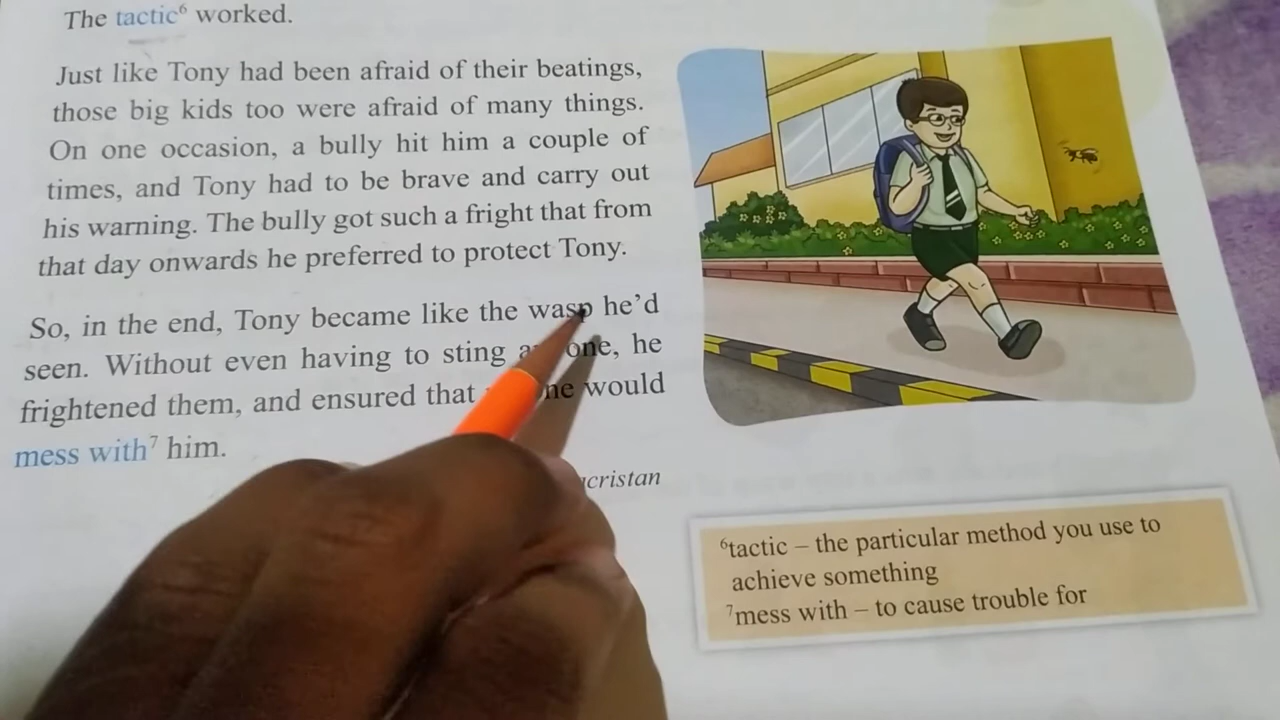 The tactic⁶ worked.
Just like Tony had been afraid of their beatings,
those big kids too were afraid of many things.
On one occasion, a bully hit him a couple of
times, and Tony had to be brave and carry out
his warning. The bully got such a fright that from
that day onwards he preferred to protect Tony.
So, in the end, Tony became like the wasp he'd
seen. Without even having to sting he
frightened them, and ensured that would
mess with⁷ him.
⁶tactic – the particular method you use to
achieve something
⁷mess with – to cause trouble for